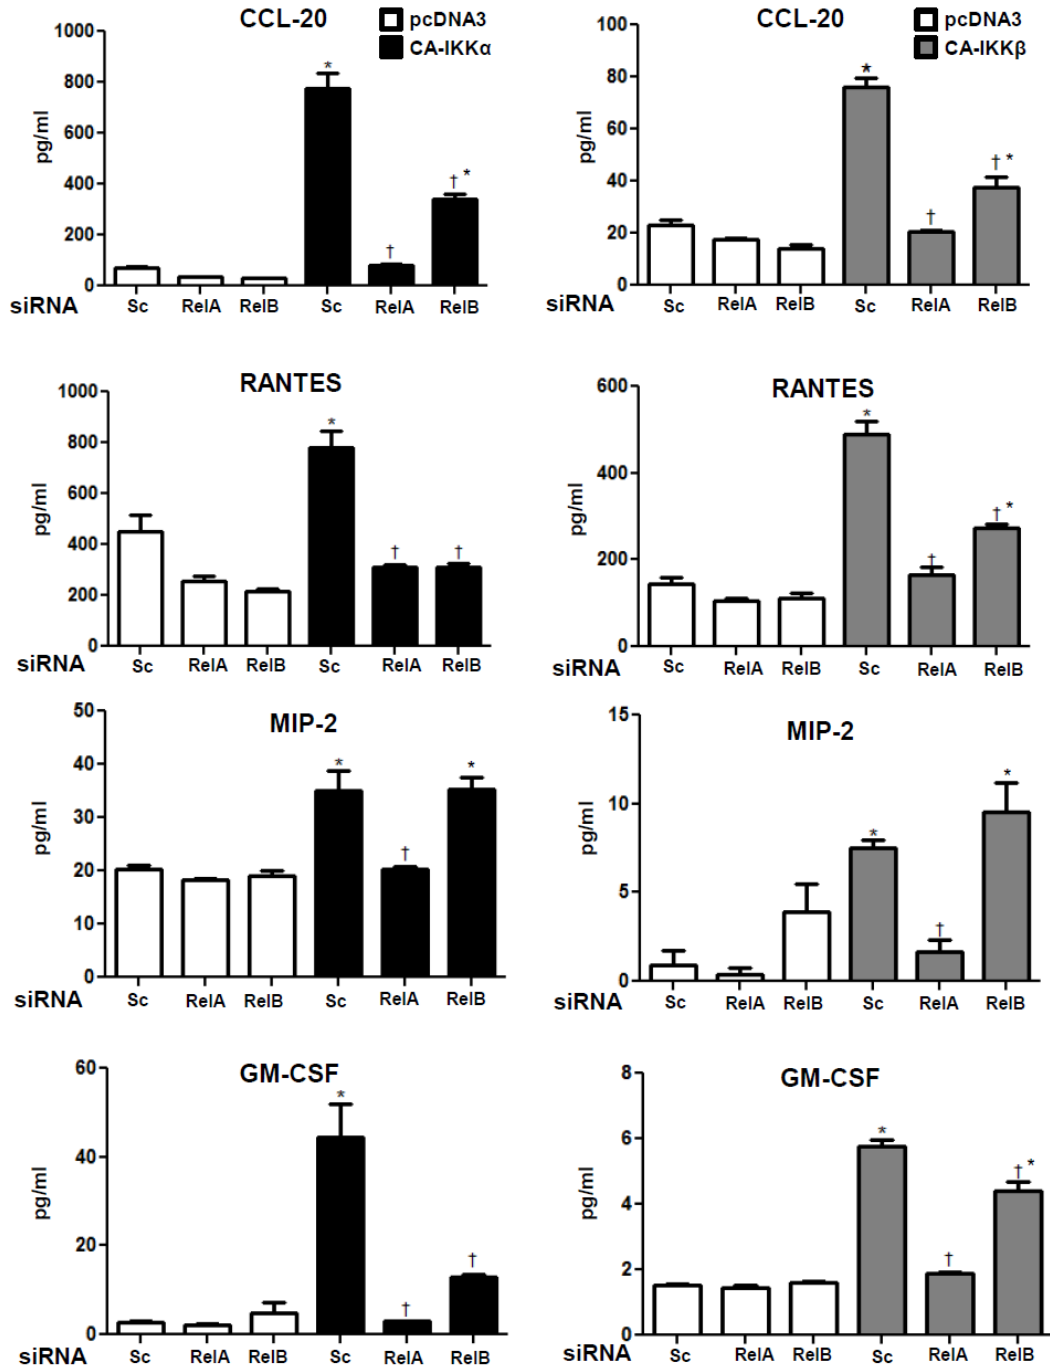 CCL-20
pcDNA3
CA-IKKα
1000
800
600
400
200
0
pg/ml
*
†
† *
siRNA Sc RelA RelB Sc RelA RelB
CCL-20
pcDNA3
CA-IKKβ
100
80
60
40
20
0
pg/ml
*
†
† *
siRNA Sc RelA RelB Sc RelA RelB
RANTES
1000
800
600
400
200
0
pg/ml
*
†
†
siRNA Sc RelA RelB Sc RelA RelB
RANTES
600
400
200
0
pg/ml
*
†
† *
siRNA Sc RelA RelB Sc RelA RelB
MIP-2
50
40
30
20
10
0
pg/ml
*
†
*
siRNA Sc RelA RelB Sc RelA RelB
MIP-2
15
10
5
0
pg/ml
*
†
*
siRNA Sc RelA RelB Sc RelA RelB
GM-CSF
60
40
20
0
pg/ml
*
†
†
siRNA Sc RelA RelB Sc RelA RelB
GM-CSF
8
6
4
2
0
pg/ml
*
†
† *
siRNA Sc RelA RelB Sc RelA RelB